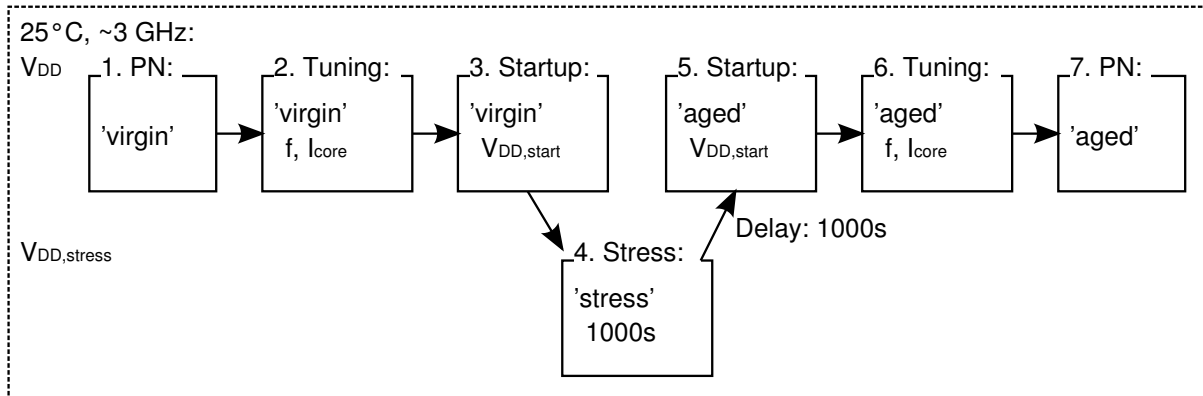 25°C, ~3 GHz:
VDD
1. PN:
'virgin'
2. Tuning:
'virgin'
f, Icore
3. Startup:
'virgin'
VDD,start
5. Startup:
'aged'
VDD,start
6. Tuning:
'aged'
f, Icore
7. PN:
'aged'
Delay: 1000s
VDD,stress
4. Stress:
'stress'
1000s